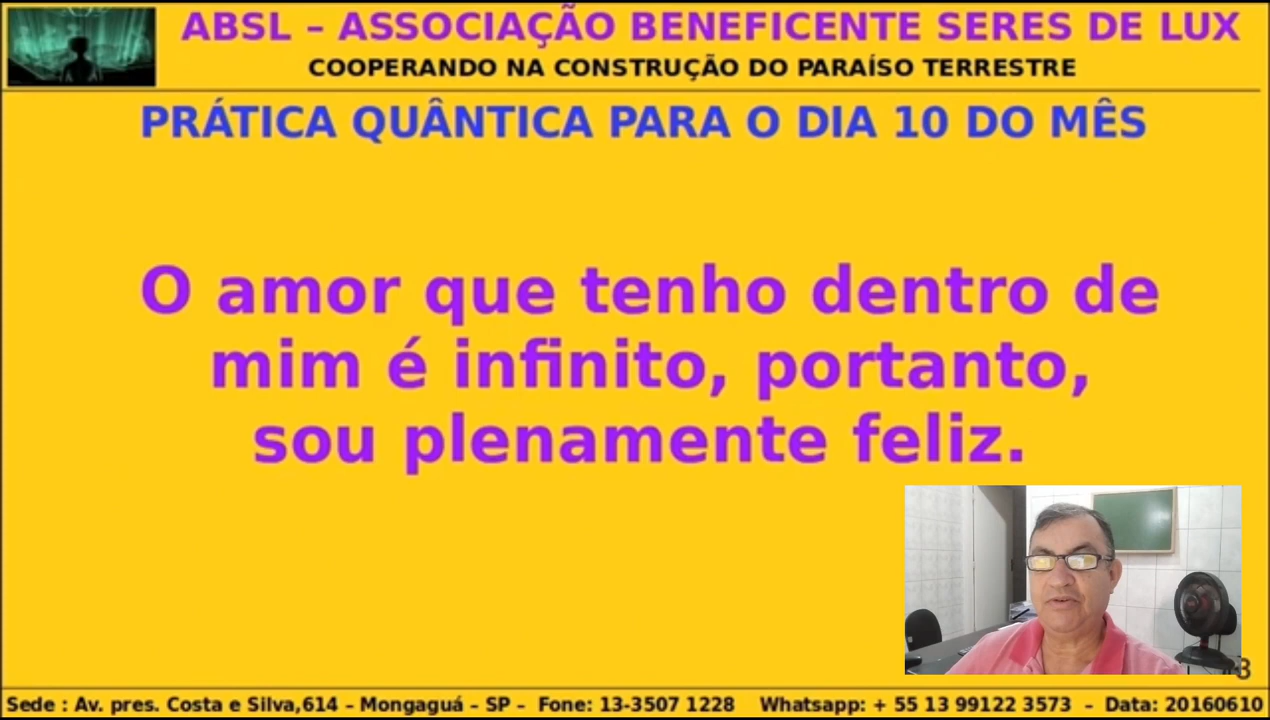 ABSL – ASSOCIAÇÃO BENEFICENTE SERES DE LUX
COOPERANDO NA CONSTRUÇÃO DO PARAÍSO TERRESTRE
PRÁTICA QUÂNTICA PARA O DIA 10 DO MÊS
O amor que tenho dentro de
mim é infinito, portanto,
sou plenamente feliz.
Sede : Av. pres. Costa e Silva,614 – Mongaguá – SP – Fone: 13-3507 1228 Whatsapp: + 55 13 99122 3573 – Data: 20160610